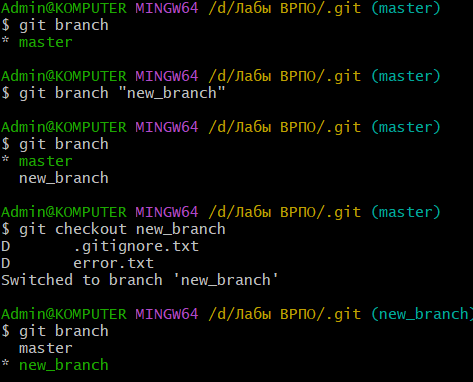 Admin@KOMPUTER MINGW64 /d/Лабы ВРПО/.git (master)
$ git branch
* master
Admin@KOMPUTER MINGW64 /d/Лабы ВРПО/.git (master)
$ git branch "new_branch"
Admin@KOMPUTER MINGW64 /d/Лабы ВРПО/.git (master)
$ git branch
* master
  new_branch
Admin@KOMPUTER MINGW64 /d/Лабы ВРПО/.git (master)
$ git checkout new_branch
D       .gitignore.txt
D       error.txt
Switched to branch 'new_branch'
Admin@KOMPUTER MINGW64 /d/Лабы ВРПО/.git (new_branch)
$ git branch
  master
* new_branch